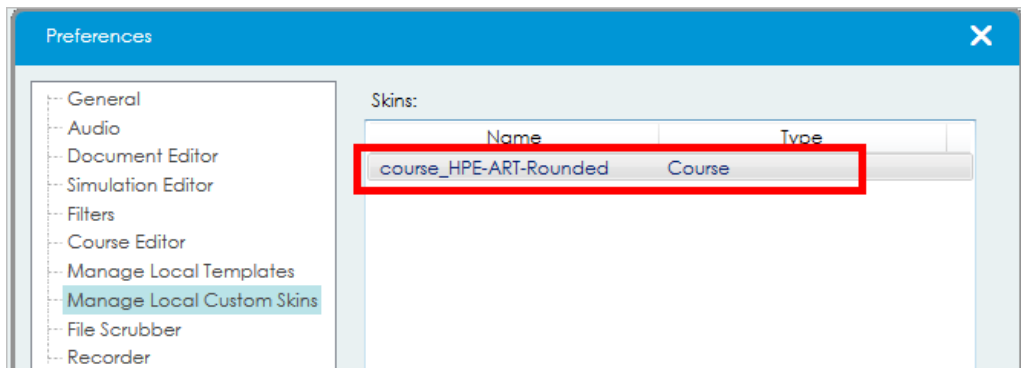 Preferences
General
Audio
Document Editor
Simulation Editor
Filters
Course Editor
Manage Local Templates
Manage Local Custom Skins
File Scrubber
Recorder
Skins:
Name Type
course_HPE-ART-Rounded Course